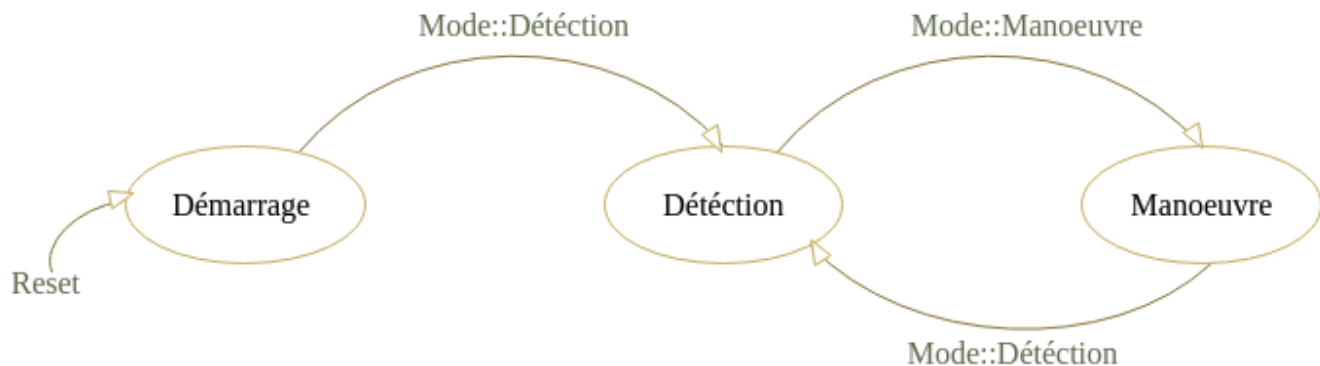 Mode::Détéction
Mode::Manoeuvre
Démarrage
Détéction
Manoeuvre
Reset
Mode::Détéction